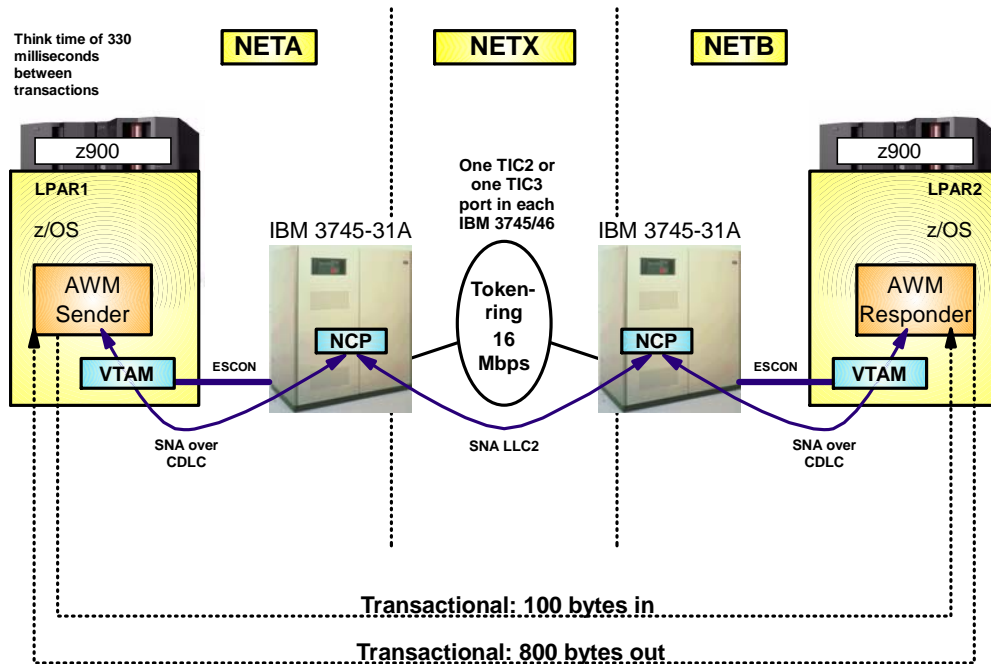 Think time of 330
milliseconds
between
transactions
NETA
NETX
NETB
z900
z900
LPAR1
LPAR2
z/OS
z/OS
One TIC2 or
one TIC3
port in each
IBM 3745/46
IBM 3745-31A
IBM 3745-31A
AWM
Sender
AWM
Responder
Token-
ring
16
Mbps
NCP
NCP
VTAM
ESCON
ESCON
VTAM
SNA over
CDLC
SNA LLC2
SNA over
CDLC
Transactional: 100 bytes in
Transactional: 800 bytes out